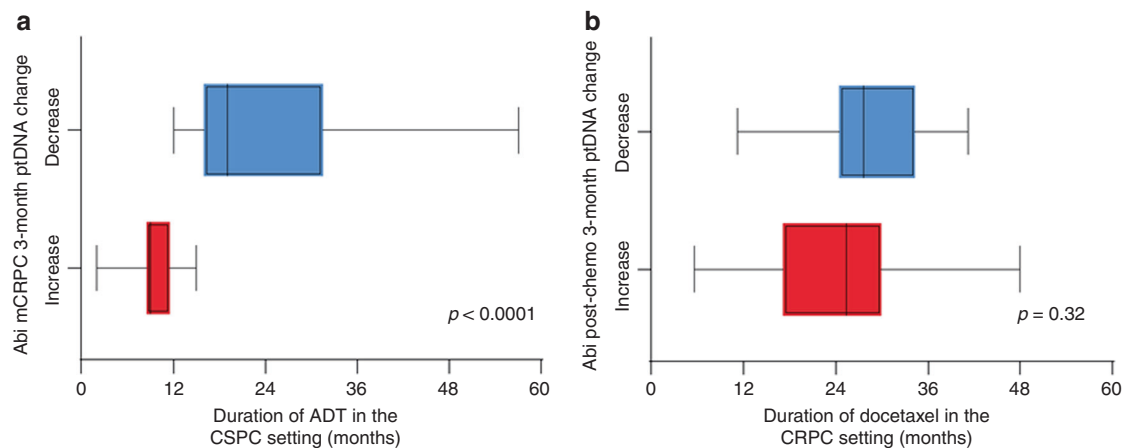 a
Abi mCRPC 3-month ptDNA change
Decrease
Increase
p < 0.0001
0 12 24 36 48 60
Duration of ADT in the
CSPC setting (months)
b
Abi post-chemo 3-month ptDNA change
Decrease
Increase
p = 0.32
0 12 24 36 48 60
Duration of docetaxel in the
CRPC setting (months)